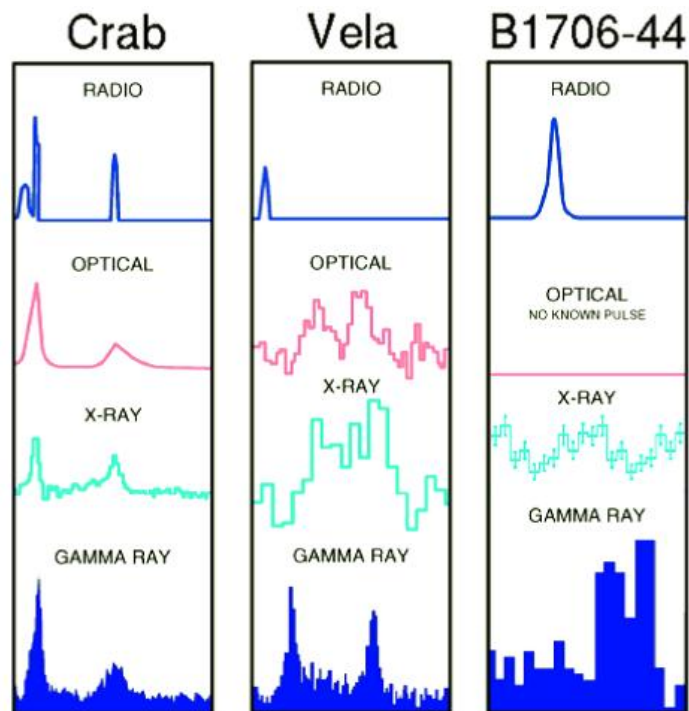 Crab
RADIO
OPTICAL
X-RAY
GAMMA RAY
Vela
RADIO
OPTICAL
X-RAY
GAMMA RAY
B1706-44
RADIO
OPTICAL
NO KNOWN PULSE
X-RAY
GAMMA RAY